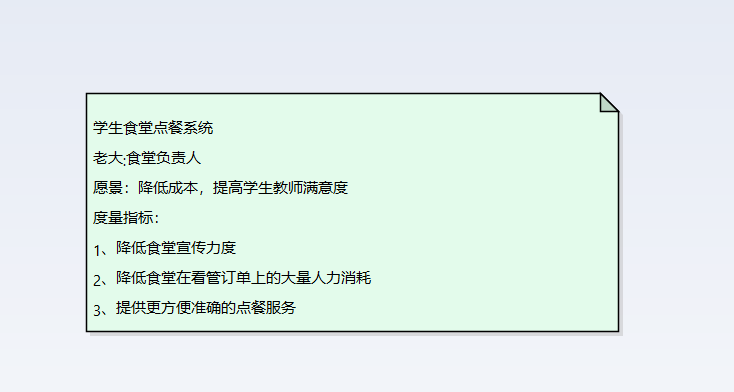 学生食堂点餐系统
老大:食堂负责人
愿景：降低成本，提高学生教师满意度
度量指标：
1、降低食堂宣传力度
2、降低食堂在看管订单上的大量人力消耗
3、提供更方便准确的点餐服务